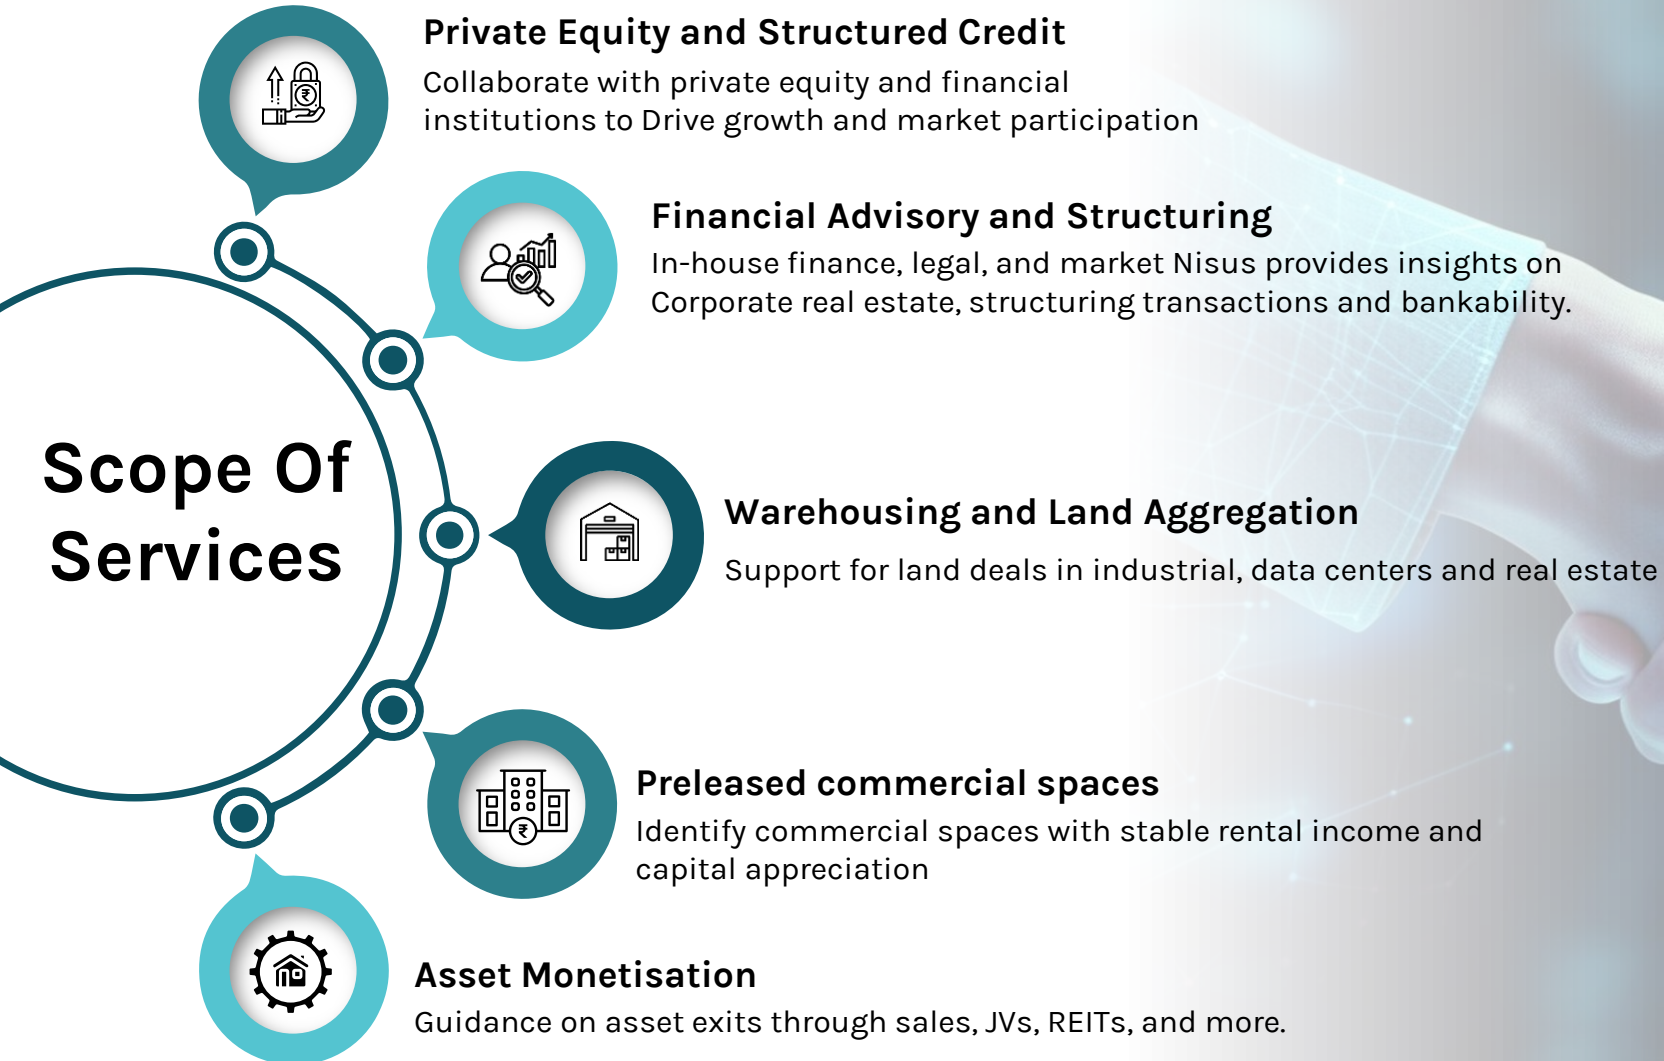 Private Equity and Structured Credit
Collaborate with private equity and financial
institutions to Drive growth and market participation
Financial Advisory and Structuring
In-house finance, legal, and market Nisus provides insights on
Corporate real estate, structuring transactions and bankability.
Scope Of
Services
Warehousing and Land Aggregation
Support for land deals in industrial, data centers and real estate
Preleased commercial spaces
Identify commercial spaces with stable rental income and
capital appreciation
Asset Monetisation
Guidance on asset exits through sales, JVs, REITs, and more.